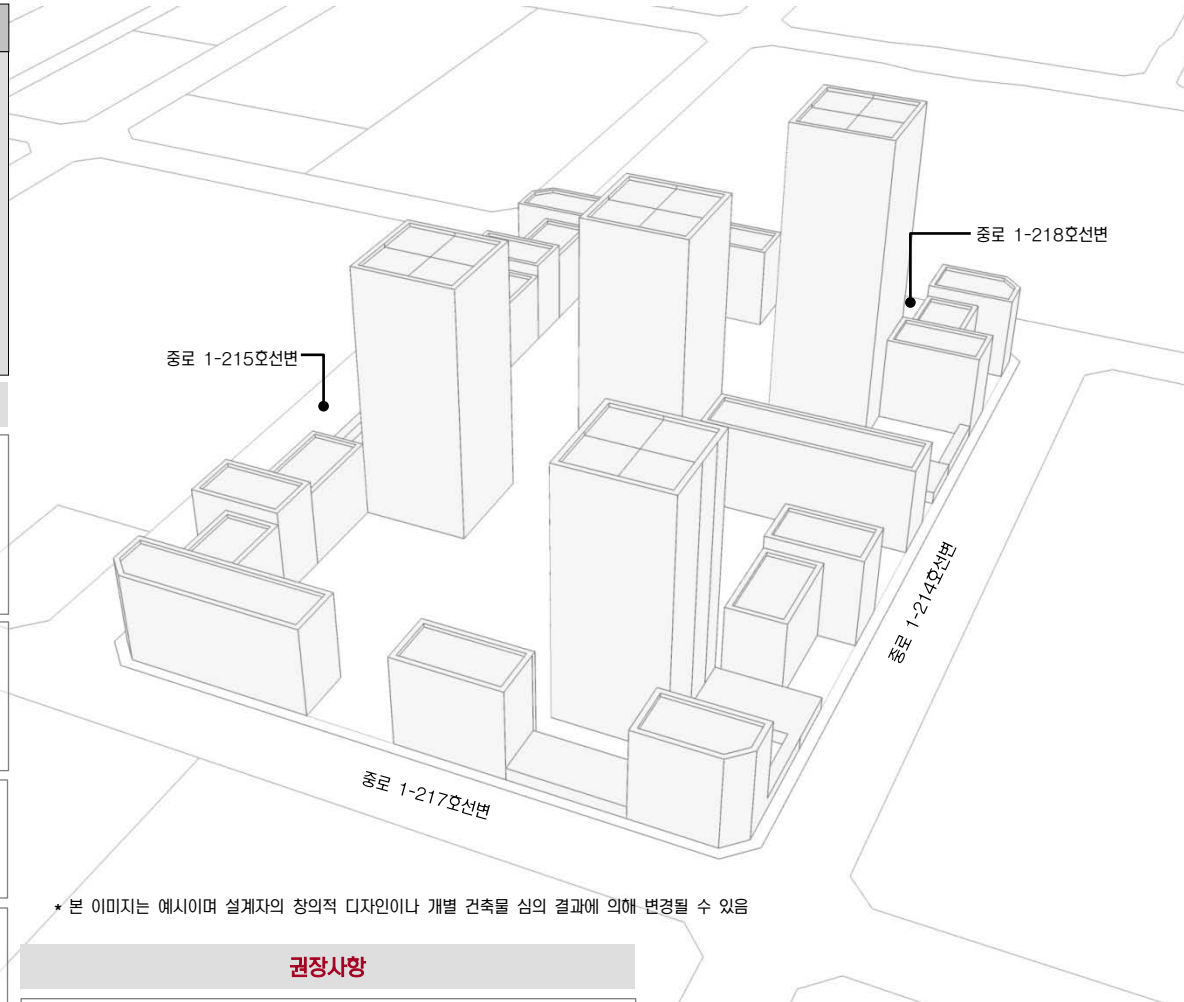 중로 1-218호선변
중로 1-215호선변
중로 1-214호선변
중로 1-217호선변
* 본 이미지는 예시이며 설계자의 창의적 디자인이나 개별 건축물 심의 결과에 의해 변경될 수 있음
권장사항